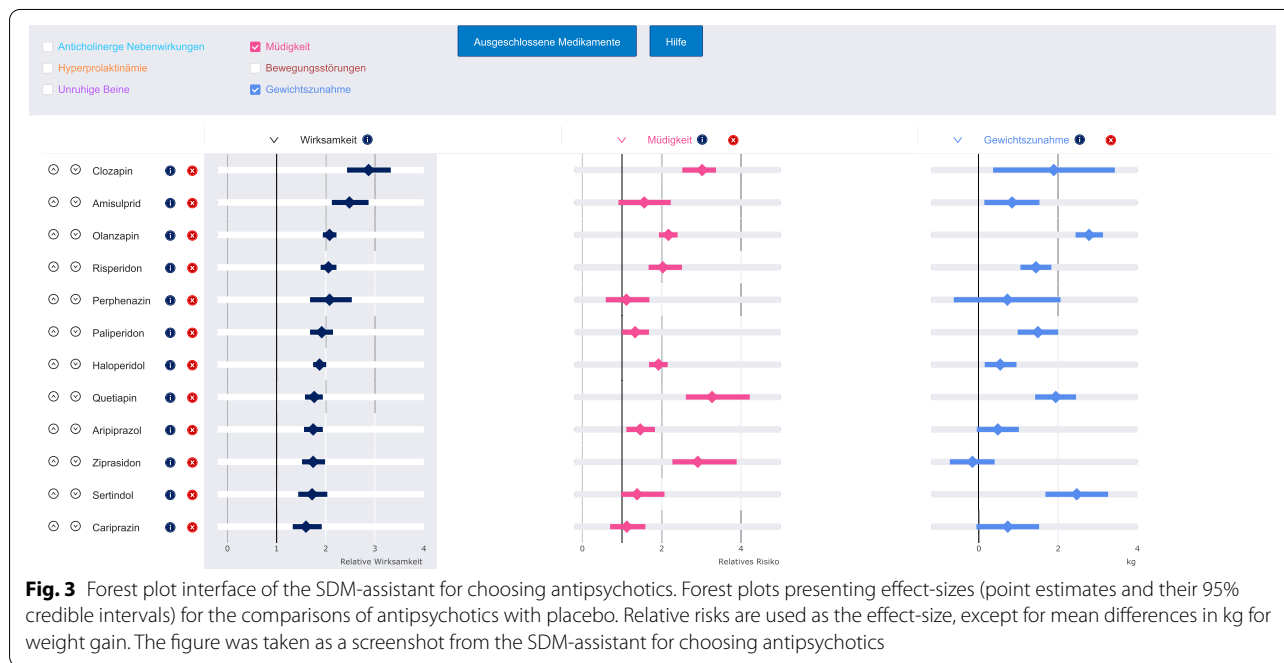 Anticholinerge Nebenwirkungen Müdigkeit Ausgeschlossene Medikamente Hilfe
Hyperprolaktinämie Bewegungsstörungen
Unruhige Beine Gewichtszunahme
Wirksamkeit Müdigkeit Gewichtszunahme
Clozapin
Amisulprid
Olanzapin
Risperidon
Perphenazin
Paliperidon
Haloperidol
Quetiapin
Aripiprazol
Ziprasidon
Sertindol
Cariprazin
0 1 2 3 4 0 2 4 0 2 4
Relative Wirksamkeit Relatives Risiko kg
Fig. 3 Forest plot interface of the SDM-assistant for choosing antipsychotics. Forest plots presenting effect-sizes (point estimates and their 95%
credible intervals) for the comparisons of antipsychotics with placebo. Relative risks are used as the effect-size, except for mean differences in kg for
weight gain. The figure was taken as a screenshot from the SDM-assistant for choosing antipsychotics